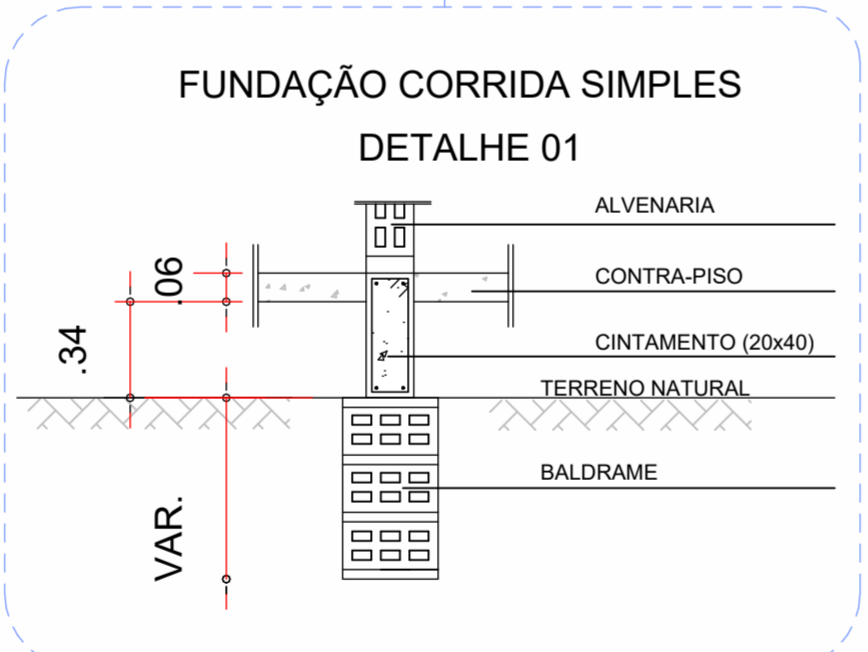 FUNDAÇÃO CORRIDA SIMPLES
DETALHE 01
ALVENARIA
.06
CONTRA-PISO
.34
CINTAMENTO (20x40)
TERRENO NATURAL
BALDRAME
VAR.